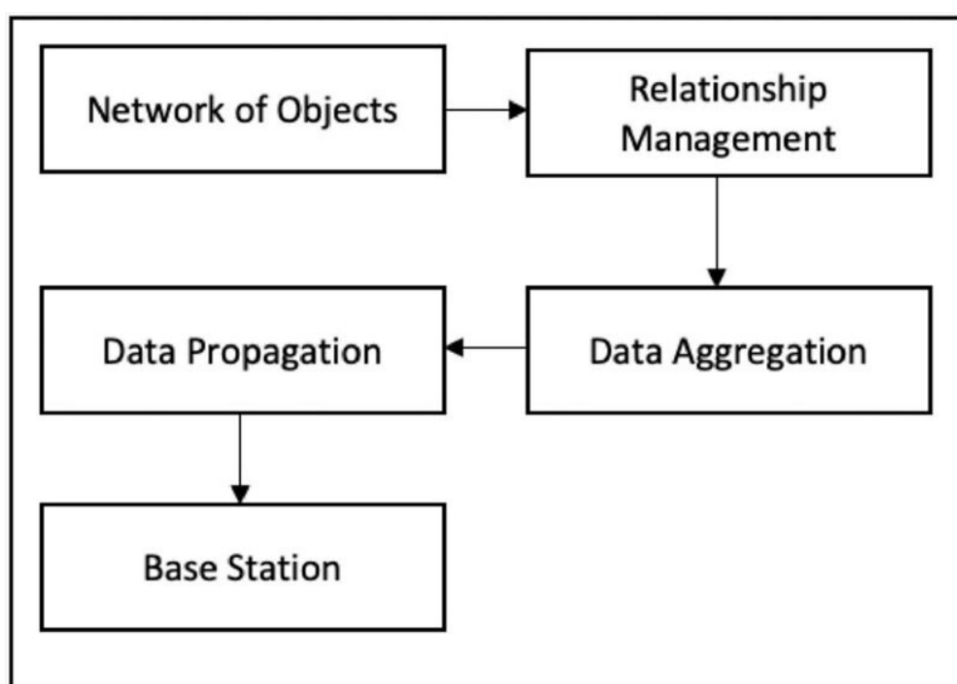 Network of Objects
Relationship
Management
Data Propagation
Data Aggregation
Base Station